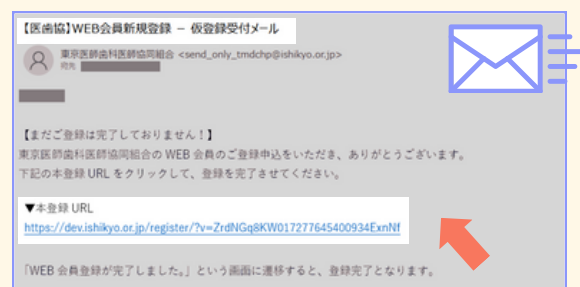 【医歯協】WEB会員新規登録 － 仮登録受付メール
東京医師歯科医師協同組合 <send_only_tmdchp@ishikyo.or.jp>
宛先
【まだご登録は完了しておりません！】
東京医師歯科医師協同組合の WEB 会員のご登録申込をいただき、ありがとうございます。
下記の本登録 URL をクリックして、登録を完了させてください。
▼本登録 URL
https://dev.ishikyo.or.jp/register/?v=ZrdNGq8KW017277645400934ExnNf
「WEB 会員登録が完了しました。」という画面に遷移すると、登録完了となります。